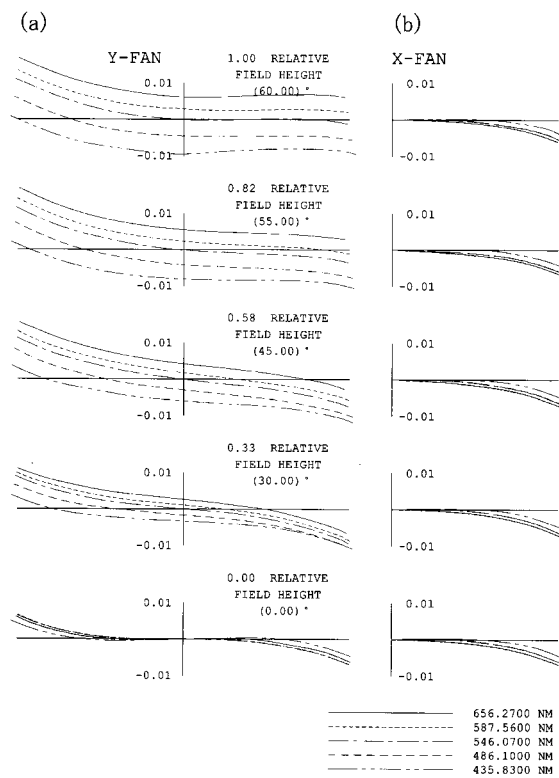 (a) (b)
Y-FAN 1.00 RELATIVE X-FAN
FIELD HEIGHT
(60.00)°
0.01 0.01
-0.01 -0.01
0.82 RELATIVE
FIELD HEIGHT
(55.00)°
0.01 0.01
-0.01 -0.01
0.58 RELATIVE
FIELD HEIGHT
(45.00)°
0.01 0.01
-0.01 -0.01
0.33 RELATIVE
FIELD HEIGHT
(30.00)°
0.01 0.01
-0.01 -0.01
0.00 RELATIVE
FIELD HEIGHT
(0.00)°
0.01 0.01
-0.01 -0.01
656.2700 NM
587.5600 NM
546.0700 NM
486.1000 NM
435.8300 NM